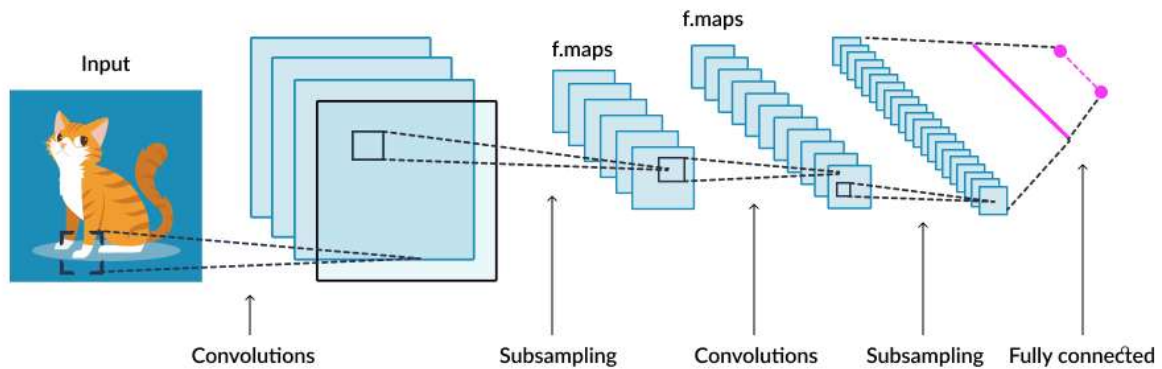 f.maps
f.maps
Input
Convolutions
Subsampling
Convolutions
Subsampling
Fully connected